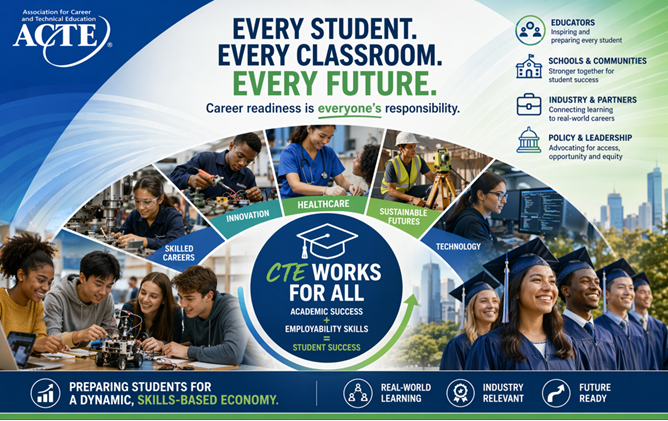 Association for Career
and Technical Education
ACTE®
EVERY STUDENT.
EVERY CLASSROOM.
EVERY FUTURE.
Career readiness is everyone's responsibility.
EDUCATORS
Inspiring and
preparing every student
SCHOOLS & COMMUNITIES
Stronger together for
student success
INDUSTRY & PARTNERS
Connecting learning
to real-world careers
POLICY & LEADERSHIP
Advocating for access,
opportunity and equity
SKILLED
CAREERS
INNOVATION
HEALTHCARE
SUSTAINABLE
FUTURES
TECHNOLOGY
CTE WORKS
FOR ALL
ACADEMIC SUCCESS
+
EMPLOYABILITY SKILLS
=
STUDENT SUCCESS
PREPARING STUDENTS FOR
A DYNAMIC, SKILLS-BASED ECONOMY.
REAL-WORLD
LEARNING
INDUSTRY
RELEVANT
FUTURE
READY